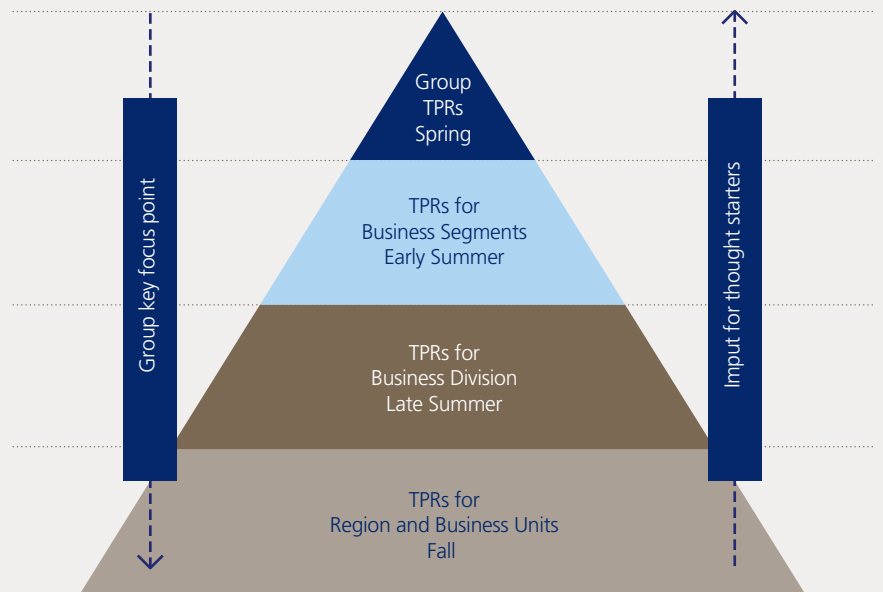 Group
TPRs
Spring
TPRs for
Business Segments
Early Summer
TPRs for
Business Division
Late Summer
TPRs for
Region and Business Units
Fall
Group key focus point
Imput for thought starters